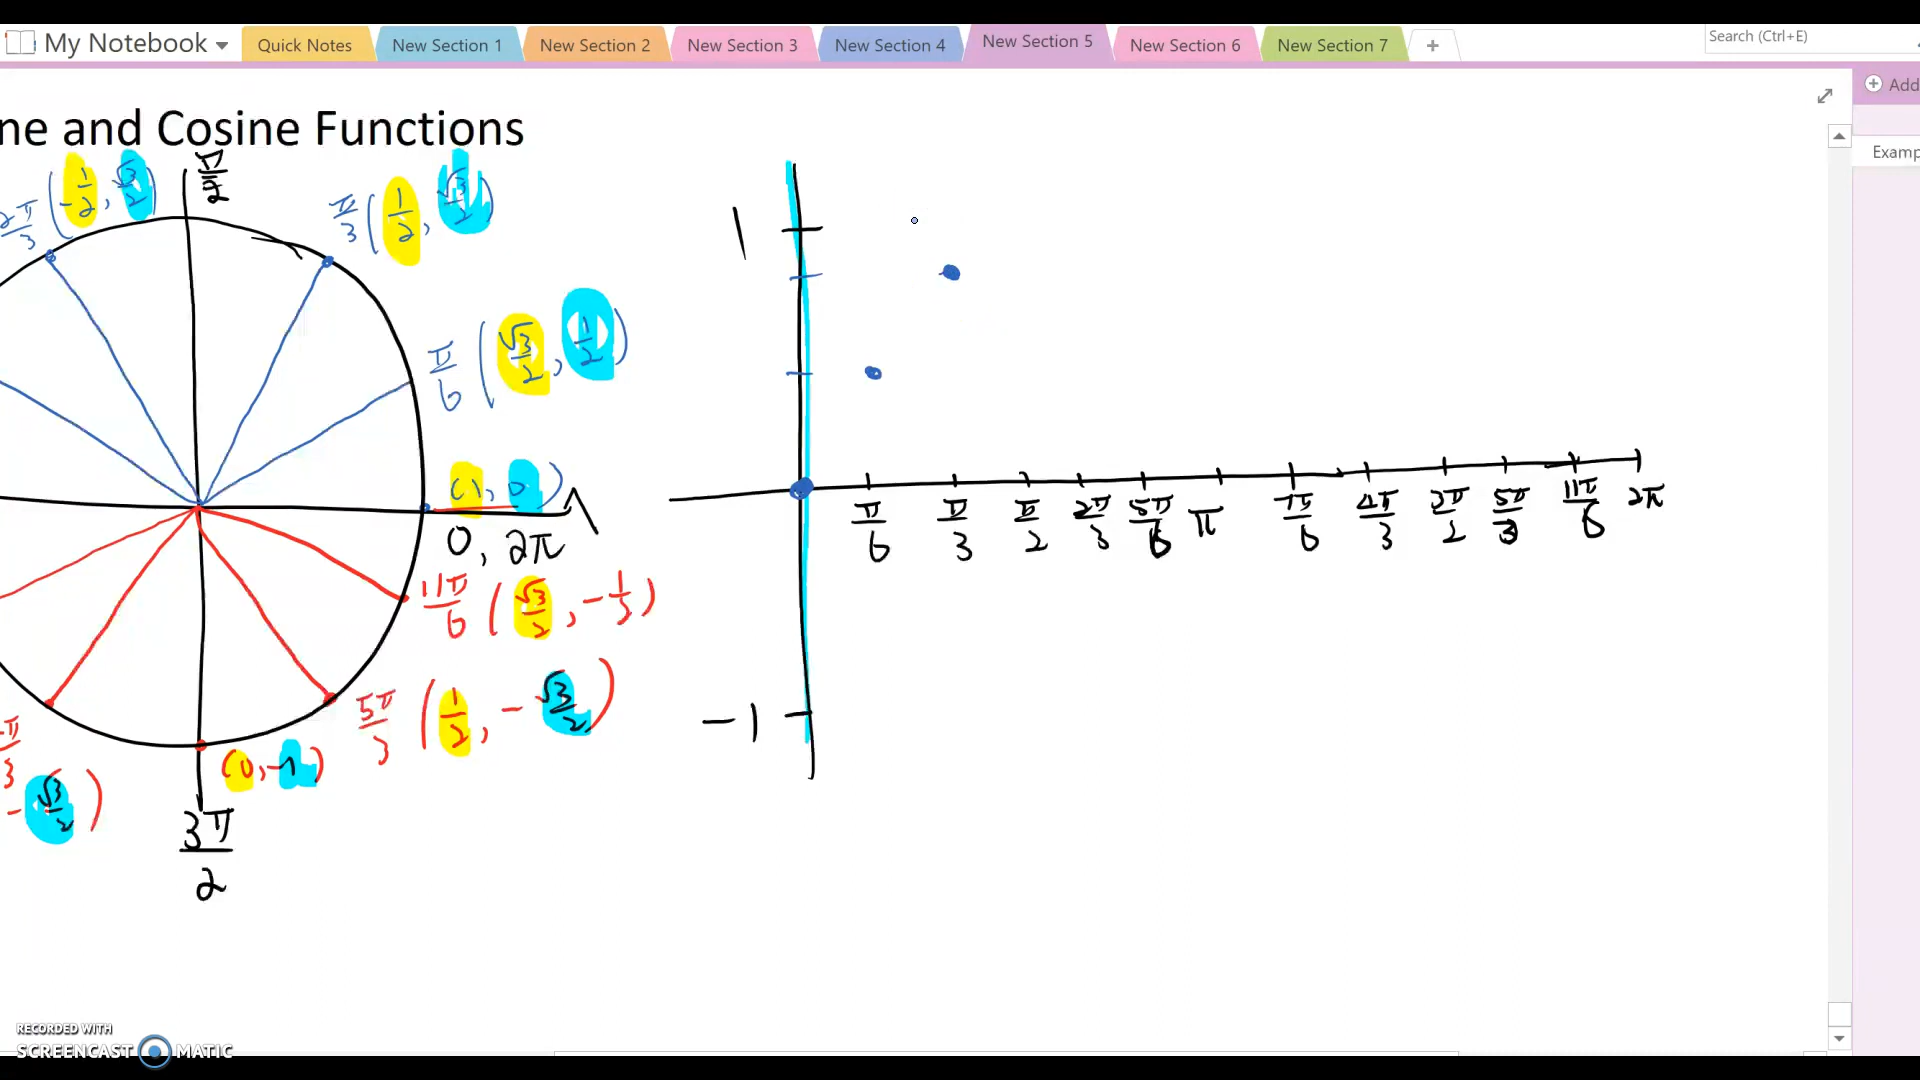 My Notebook
Quick Notes
New Section 1
New Section 2
New Section 3
New Section 4
New Section 5
New Section 6
New Section 7
+
Search (Ctrl+E)
Add
Examp
ne and Cosine Functions
π/2
2π/3 (-1/2, √3/2)
π/3 (1/2, √3/2)
π/6 (√3/2, 1/2)
(1, 0)
0, 2π
11π/6 (√3/2, -1/2)
5π/3 (1/2, -√3/2)
(0, -1)
π/3
-√3/2)
3π/2
1
-1
π/6 π/3 π/2 2π/3 5π/6 π 7π/6 4π/3 3π/2 5π/3 11π/6 2π
RECORDED WITH
SCREENCAST MATIC